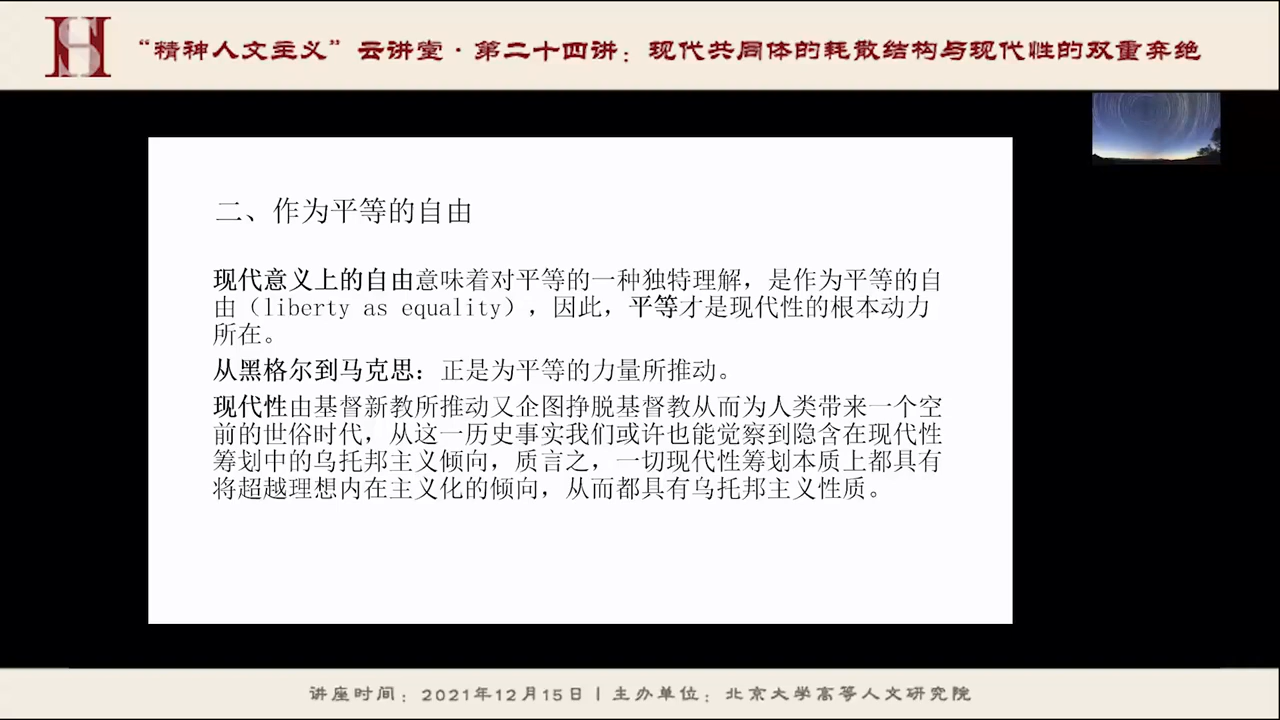 “精神人文主义”云讲堂·第二十四讲：现代共同体的耗散结构与现代性的双重弃绝
二、作为平等的自由
现代意义上的自由意味着对平等的一种独特理解，是作为平等的自
由（liberty as equality），因此，平等才是现代性的根本动力
所在。
从黑格尔到马克思：正是为平等的力量所推动。
现代性由基督新教所推动又企图挣脱基督教从而为人类带来一个空
前的世俗时代，从这一历史事实我们或许也能觉察到隐含在现代性
筹划中的乌托邦主义倾向，质言之，一切现代性筹划本质上都具有
将超越理想内在主义化的倾向，从而都具有乌托邦主义性质。
讲座时间：2021年12月15日 | 主办单位：北京大学高等人文研究院